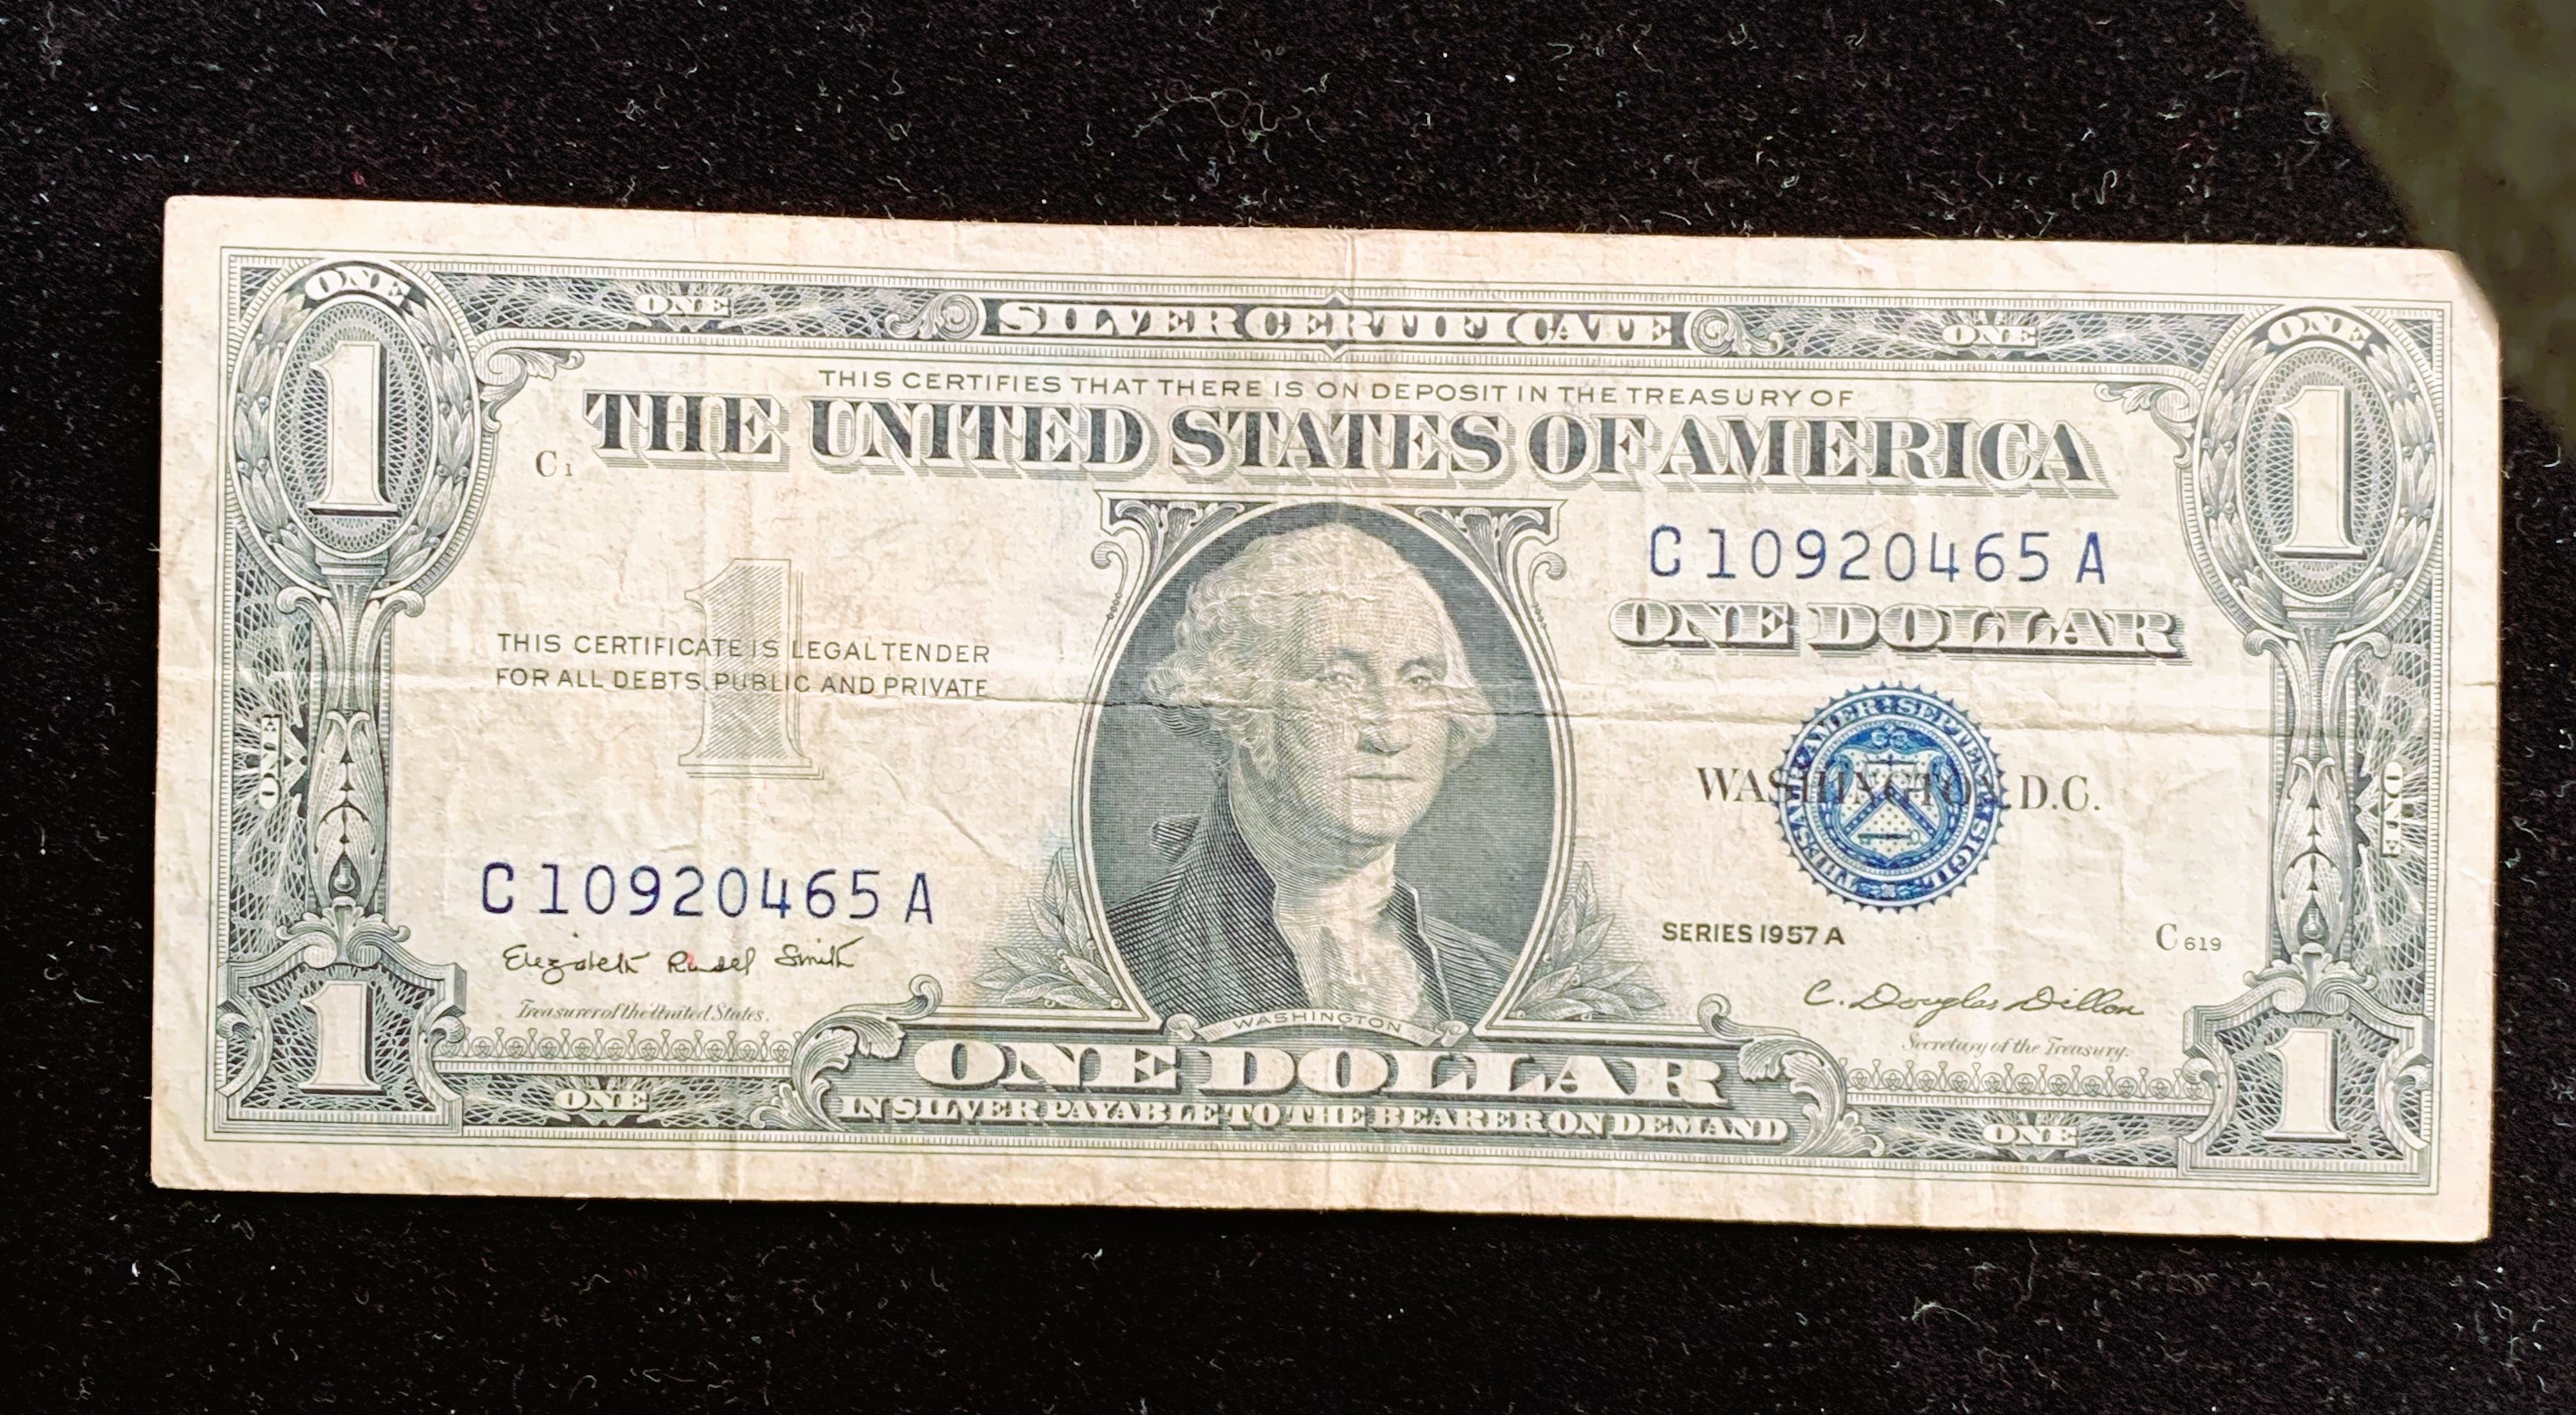 ONE
ONE
SILVER CERTIFICATE
ONE
ONE
1
1
THIS CERTIFIES THAT THERE IS ON DEPOSIT IN THE TREASURY OF
THE UNITED STATES OF AMERICA
C1
C 10920465 A
1
ONE DOLLAR
THIS CERTIFICATE IS LEGAL TENDER
FOR ALL DEBTS, PUBLIC AND PRIVATE
ONE
ONE
WASHINGTON, D.C.
C 10920465 A
SERIES 1957 A
C 619
Elizabeth Rudel Smith
Treasurer of the United States.
C. Douglas Dillon
Secretary of the Treasury.
WASHINGTON
1
1
ONE DOLLAR
IN SILVER PAYABLE TO THE BEARER ON DEMAND
ONE
ONE